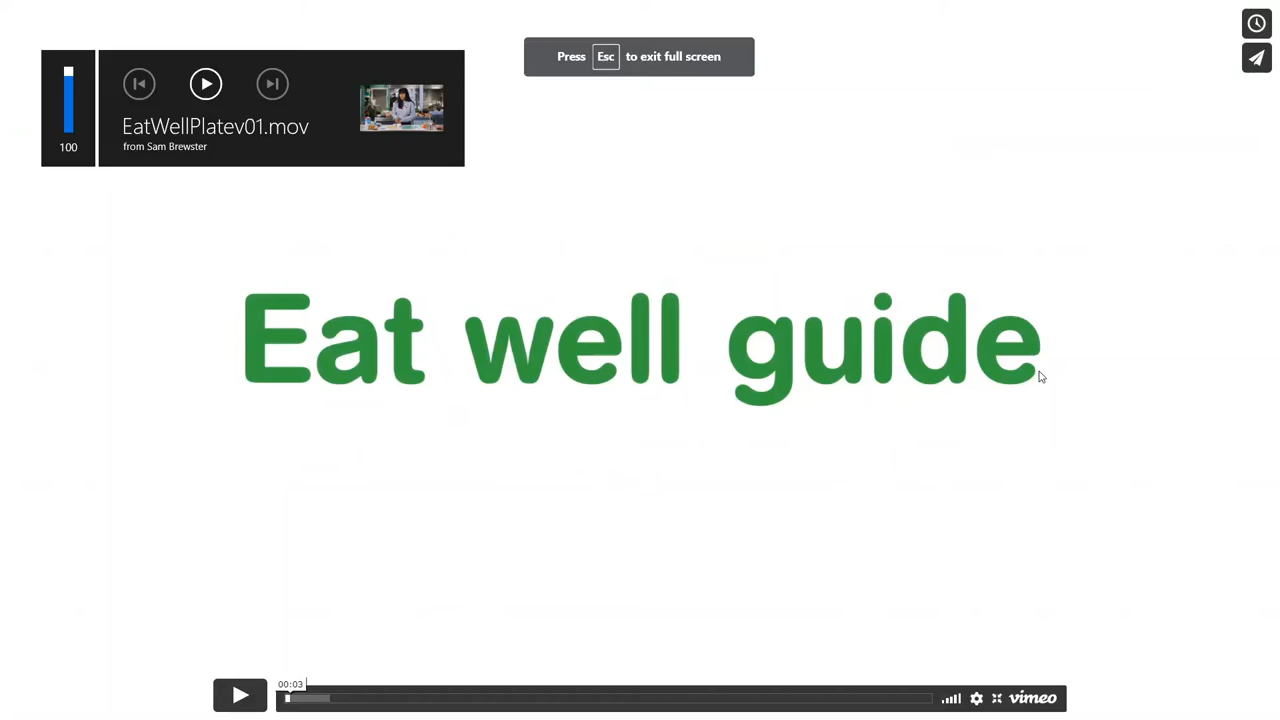 Press Esc to exit full screen
EatWellPlatev01.mov
from Sam Brewster
100
Eat well guide
00:03
vimeo